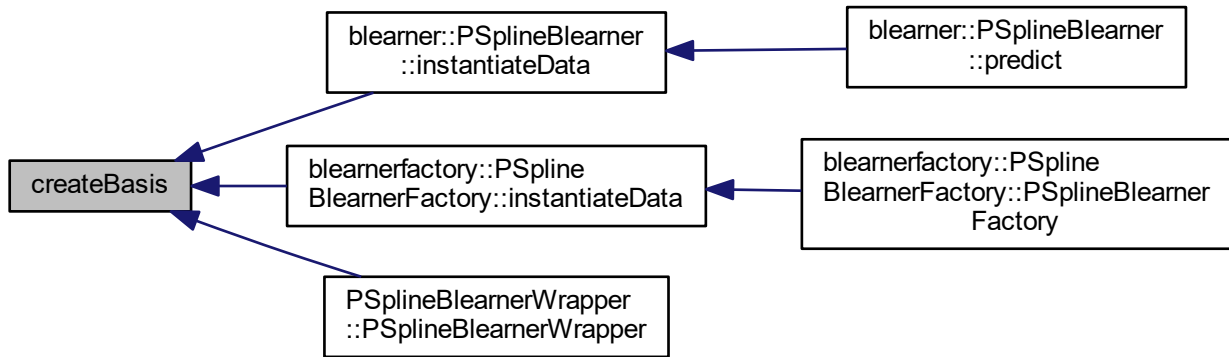 blearner::PSplineBlearner
::instantiateData
blearner::PSplineBlearner
::predict
createBasis
blearnerfactory::PSpline
BlearnerFactory::instantiateData
blearnerfactory::PSpline
BlearnerFactory::PSplineBlearner
Factory
PSplineBlearnerWrapper
::PSplineBlearnerWrapper